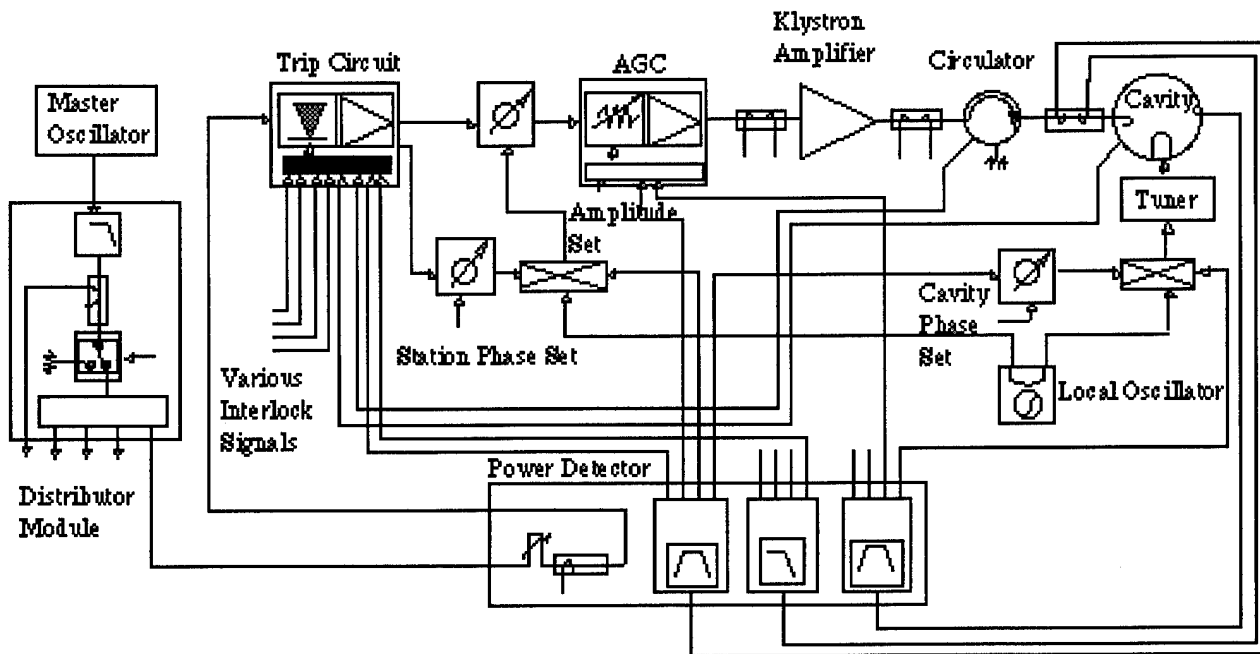 Klystron
Amplifier
Trip Circuit
AGC
Circulator
Master
Oscillator
Cavity
Tuner
Amplitude
Set
Cavity
Phase
Set
Station Phase Set
Various
Interlock
Signals
Local Oscillator
Power Detector
Distributor
Module